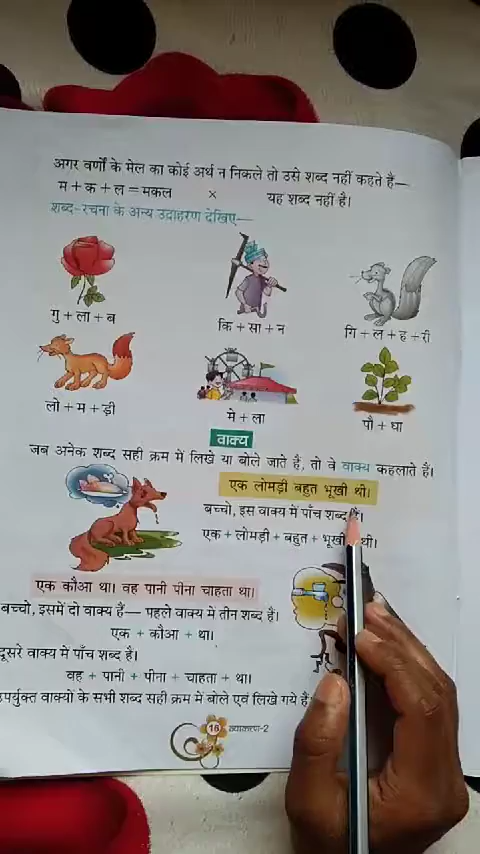 अगर वर्णों के मेल का कोई अर्थ न निकले तो उसे शब्द नहीं कहते हैं—
म + क + ल = मकल × यह शब्द नहीं है।
शब्द-रचना के अन्य उदाहरण देखिए—
गु + ला + ब
कि + सा + न
गि + ल + ह + री
लो + म + ड़ी
मे + ला
पौ + धा
वाक्य
जब अनेक शब्द सही क्रम में लिखे या बोले जाते हैं, तो वे वाक्य कहलाते हैं।
एक लोमड़ी बहुत भूखी थी।
बच्चो, इस वाक्य में पाँच शब्द हैं।
एक + लोमड़ी + बहुत + भूखी थी।
एक कौआ था। वह पानी पीना चाहता था।
बच्चो, इसमें दो वाक्य हैं— पहले वाक्य में तीन शब्द हैं।
एक + कौआ + था।
दूसरे वाक्य में पाँच शब्द हैं।
वह + पानी + पीना + चाहता + था।
उपर्युक्त वाक्यों के सभी शब्द सही क्रम में बोले एवं लिखे गये हैं
16 व्याकरण-2